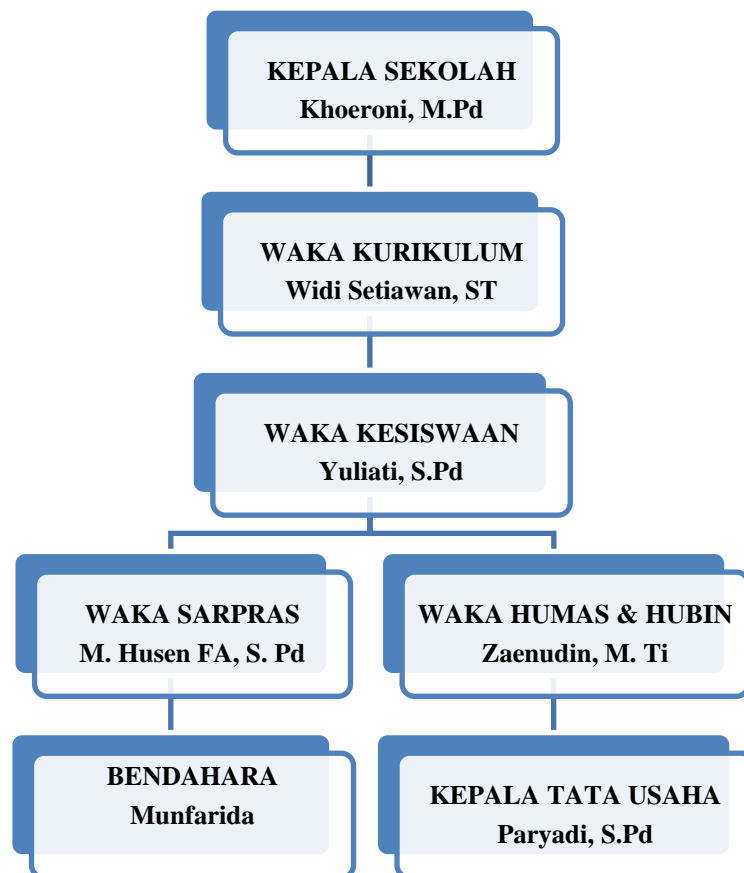 KEPALA SEKOLAH
Khoeroni, M.Pd
WAKA KURIKULUM
Widi Setiawan, ST
WAKA KESISWAAN
Yuliati, S.Pd
WAKA SARPRAS
M. Husen FA, S. Pd
WAKA HUMAS & HUBIN
Zaenudin, M. Ti
BENDAHARA
Munfarida
KEPALA TATA USAHA
Paryadi, S.Pd